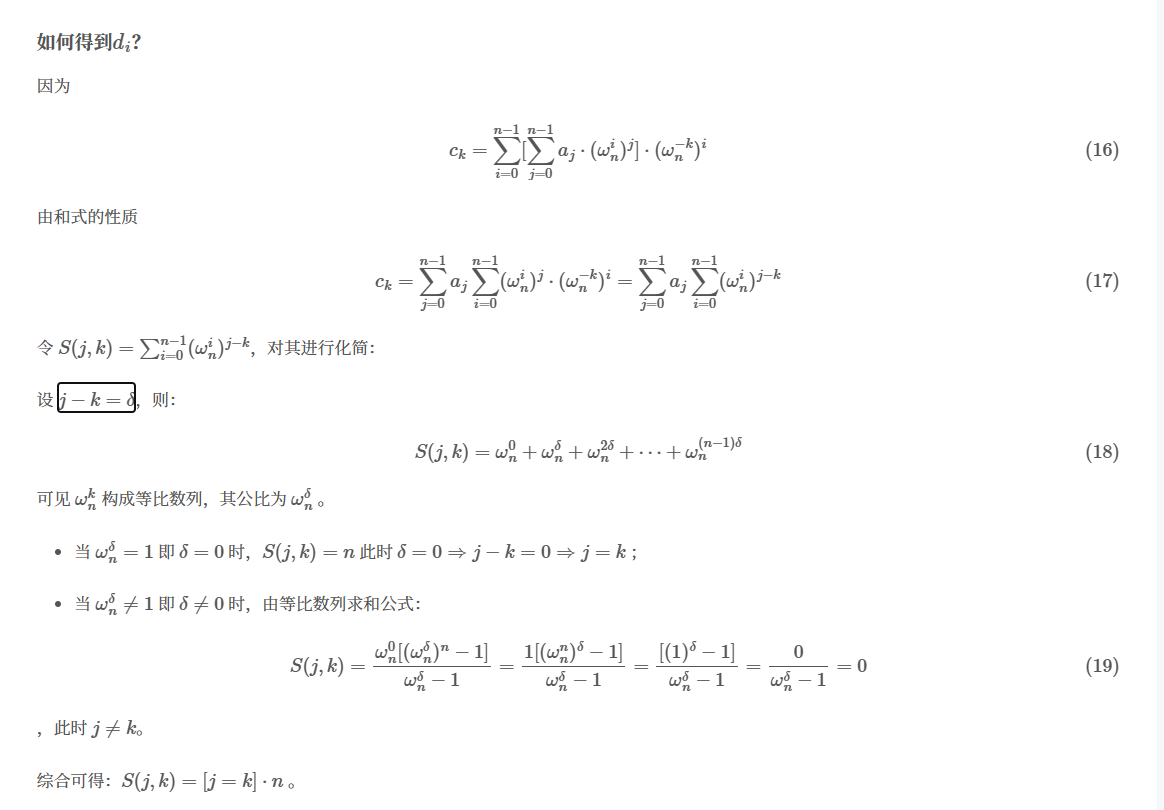 如何得到$d_i$？
因为
$$c_k = \sum_{i=0}^{n-1}[\sum_{j=0}^{n-1} a_j \cdot (\omega_n^i)^j] \cdot (\omega_n^{-k})^i \quad (16)$$
由和式的性质
$$c_k = \sum_{j=0}^{n-1} a_j \sum_{i=0}^{n-1} (\omega_n^i)^j \cdot (\omega_n^{-k})^i = \sum_{j=0}^{n-1} a_j \sum_{i=0}^{n-1} (\omega_n^i)^{j-k} \quad (17)$$
令 $S(j,k) = \sum_{i=0}^{n-1} (\omega_n^i)^{j-k}$，对其进行化简：
设 $j - k = \delta$，则：
$$S(j,k) = \omega_n^0 + \omega_n^\delta + \omega_n^{2\delta} + \cdots + \omega_n^{(n-1)\delta} \quad (18)$$
可见 $\omega_n^k$ 构成等比数列，其公比为 $\omega_n^\delta$ 。
• 当 $\omega_n^\delta = 1$ 即 $\delta = 0$ 时，$S(j,k) = n$ 此时 $\delta = 0 \Rightarrow j - k = 0 \Rightarrow j = k$ ；
• 当 $\omega_n^\delta \neq 1$ 即 $\delta \neq 0$ 时，由等比数列求和公式：
$$S(j,k) = \frac{\omega_n^0[(\omega_n^\delta)^n - 1]}{\omega_n^\delta - 1} = \frac{1[(\omega_n^n)^\delta - 1]}{\omega_n^\delta - 1} = \frac{[(1)^\delta - 1]}{\omega_n^\delta - 1} = \frac{0}{\omega_n^\delta - 1} = 0 \quad (19)$$
，此时 $j \neq k$。
综合可得：$S(j,k) = [j = k] \cdot n$ 。